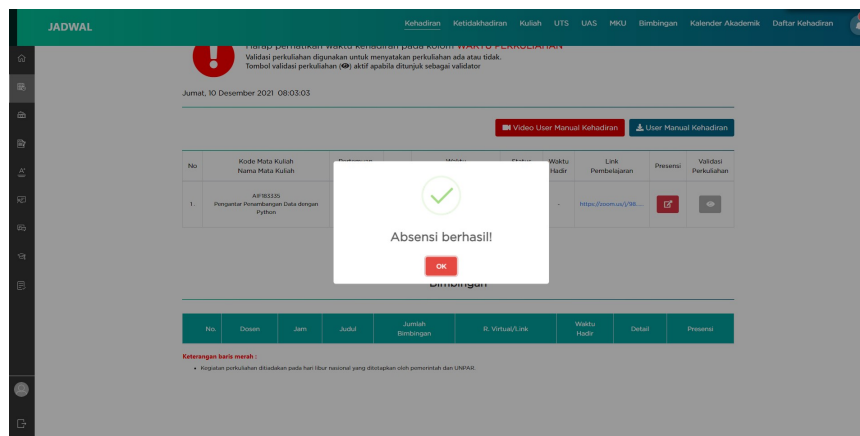 JADWAL
Kehadiran Ketidakhadiran Kuliah UTS UAS MKU Bimbingan Kalender Akademik Daftar Kehadiran
Harap perhatikan waktu kehadiran pada kolom WAKTU PERKULIAHAN
Validasi perkuliahan digunakan untuk menyatakan perkuliahan ada atau tidak.
Tombol validasi perkuliahan () aktif apabila ditunjuk sebagai validator
Jumat, 10 Desember 2021 08:03:03
Video User Manual Kehadiran
User Manual Kehadiran
No
Kode Mata Kuliah
Nama Mata Kuliah
Waktu
Hadir
Link
Pembelajaran
Presensi
Validasi
Perkuliahan
1.
Pengantar Penambangan Data dengan
Python
-
Absensi berhasil!
OK
Bimbingan
No. Dosen Jam Judul
Jumlah
Bimbingan
R. Virtual/Link
Waktu
Hadir
Detail Presensi
Keterangan baris merah :
• Kegiatan perkuliahan ditiadakan pada hari libur nasional yang ditetapkan oleh pemerintah dan UNPAR.